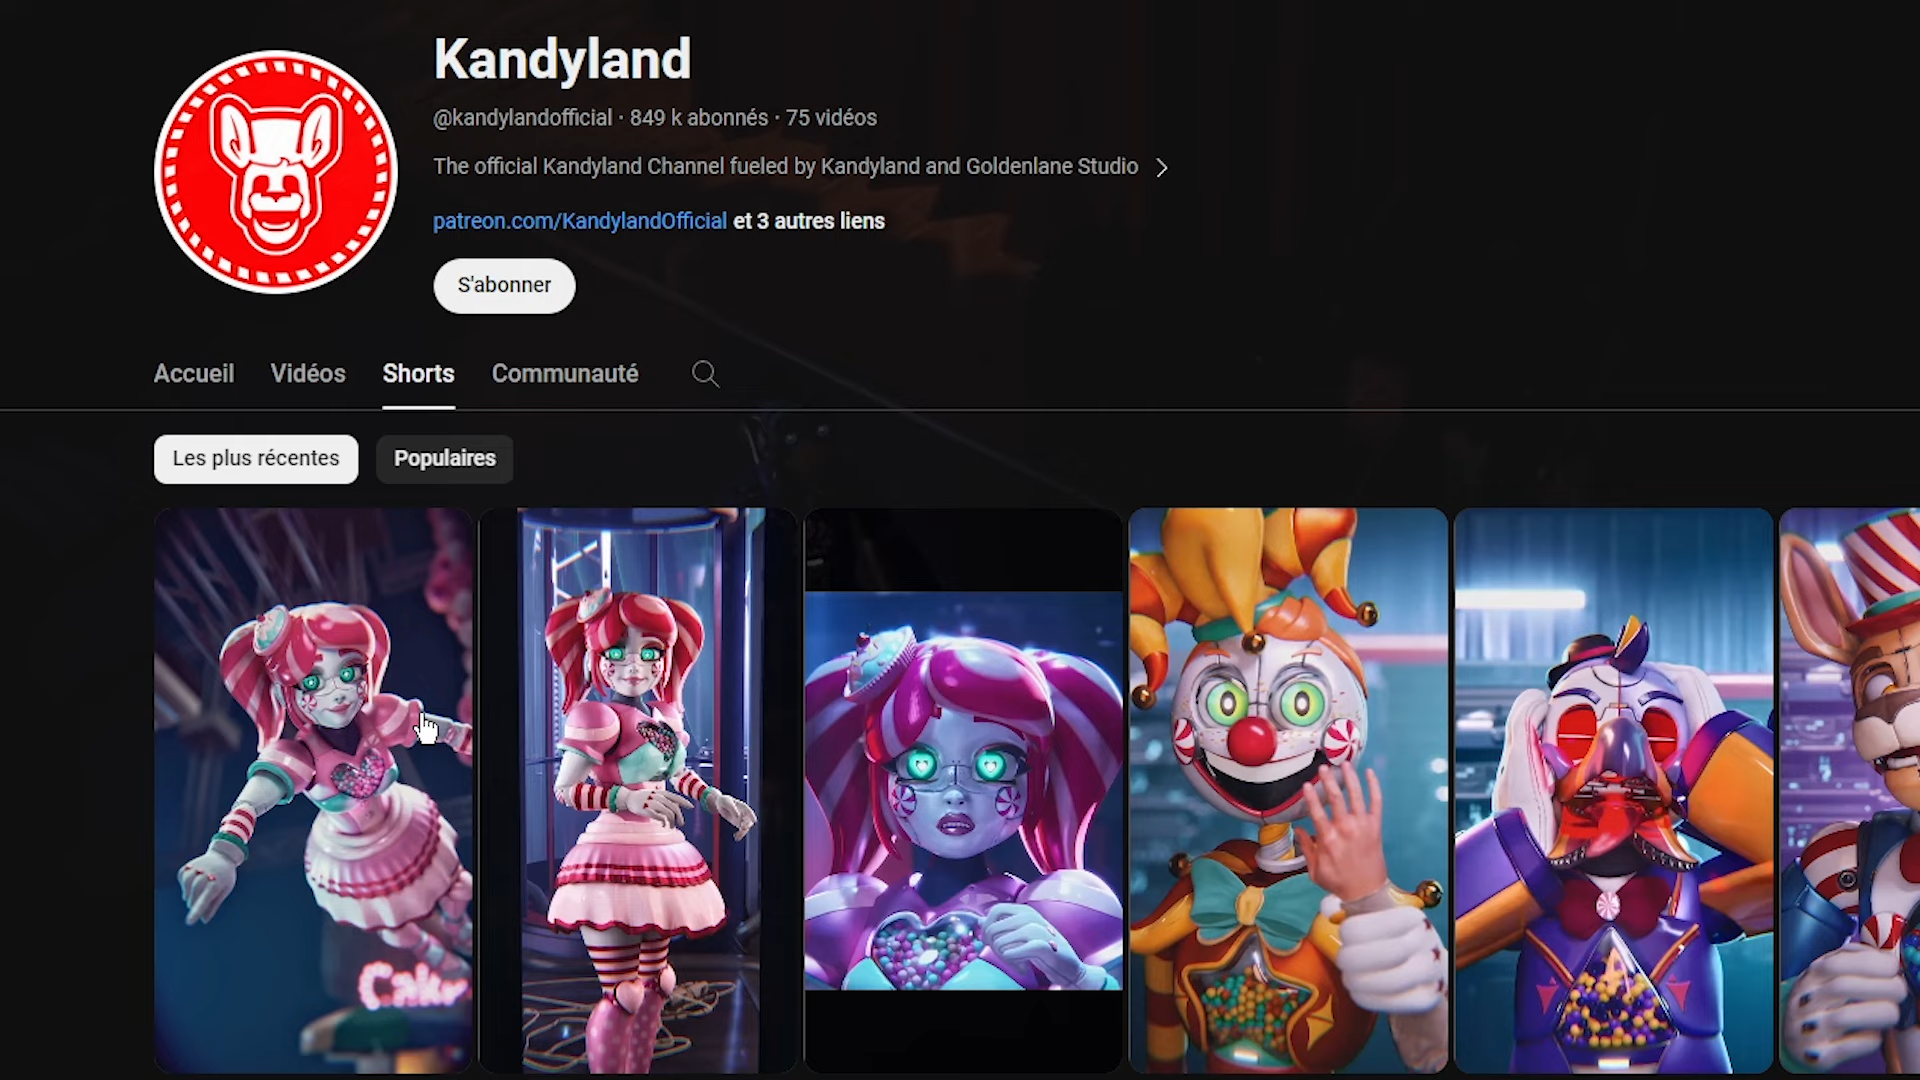 Kandyland
@kandylandofficial · 849 k abonnés · 75 vidéos
The official Kandyland Channel fueled by Kandyland and Goldenlane Studio
patreon.com/KandylandOfficial et 3 autres liens
S'abonner
Accueil Vidéos Shorts Communauté
Les plus récentes Populaires